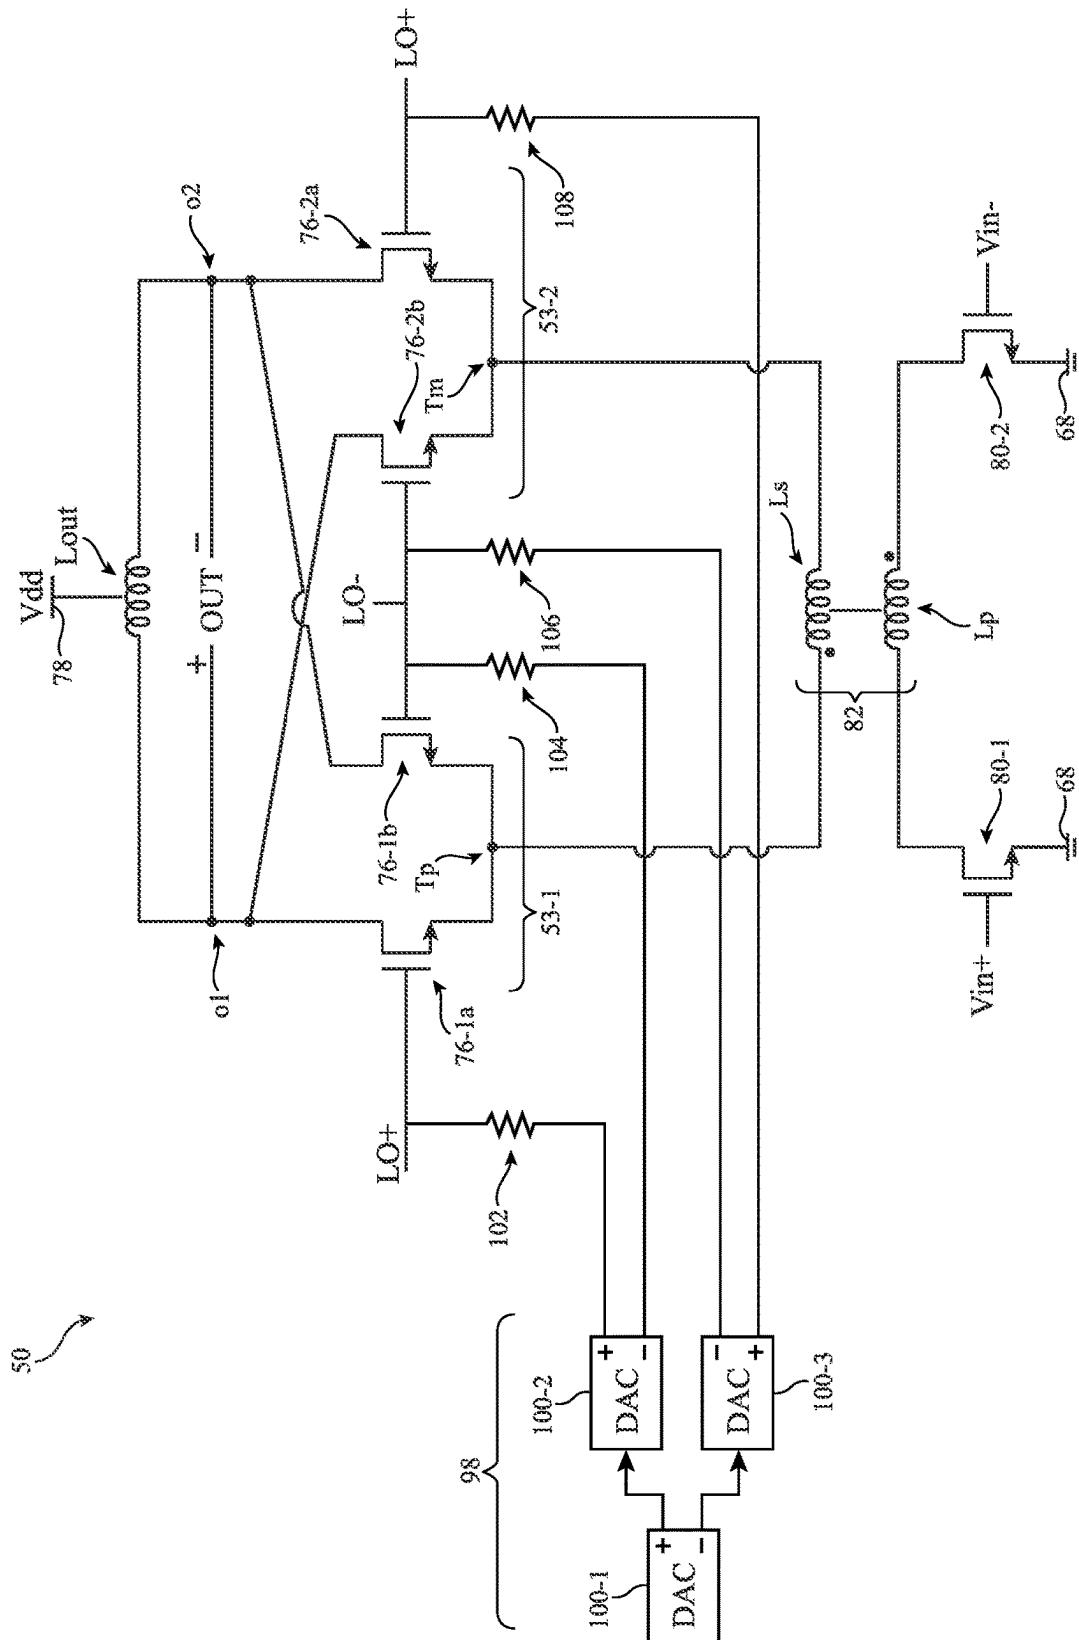 50
Vdd
78
Lout
+ OUT −
o1
o2
LO+
76-1a
76-1b
LO-
76-2b
76-2a
LO+
Tp
Tm
53-1
53-2
102
104
106
108
98
100-1
DAC
+
−
100-2
DAC
+
−
100-3
DAC
−
+
Ls
82
Lp
Vin+
80-1
68
80-2
Vin-
68